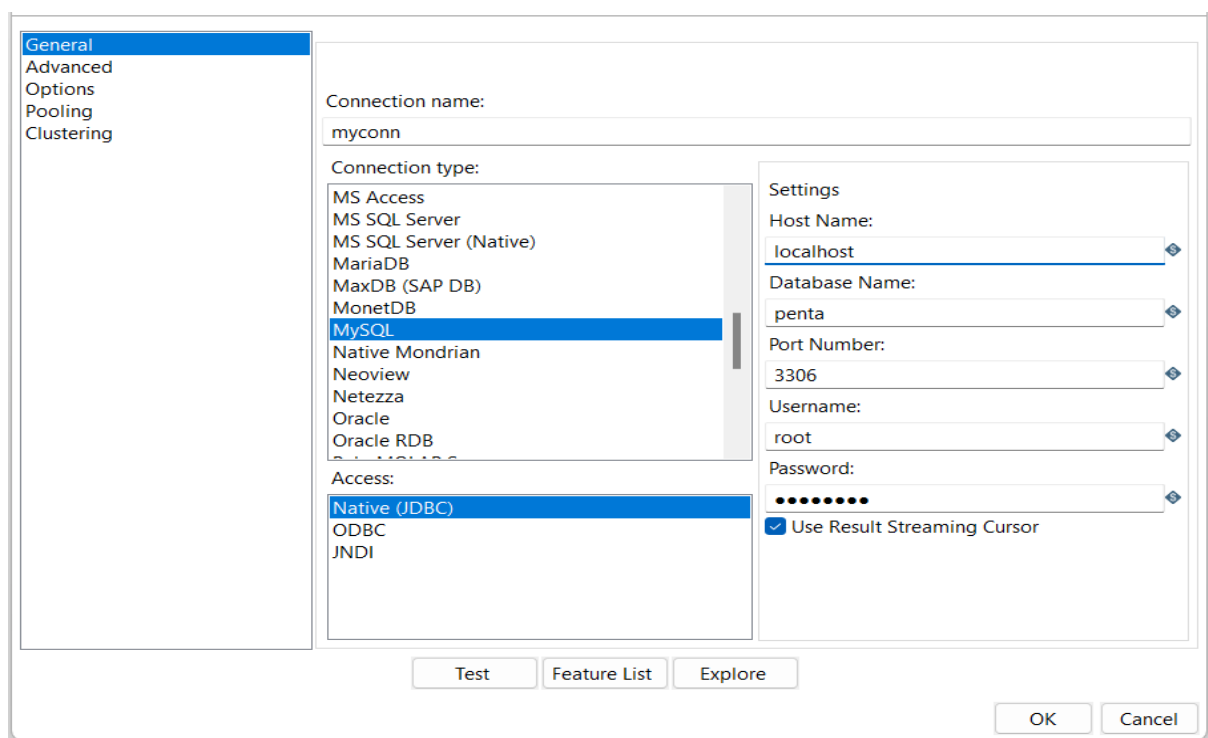 General
Advanced
Options
Pooling
Clustering
Connection name:
myconn
Connection type:
MS Access
MS SQL Server
MS SQL Server (Native)
MariaDB
MaxDB (SAP DB)
MonetDB
MySQL
Native Mondrian
Neoview
Netezza
Oracle
Oracle RDB
Access:
Native (JDBC)
ODBC
JNDI
Settings
Host Name:
localhost
Database Name:
penta
Port Number:
3306
Username:
root
Password:
●●●●●●●●
Use Result Streaming Cursor
Test
Feature List
Explore
OK
Cancel